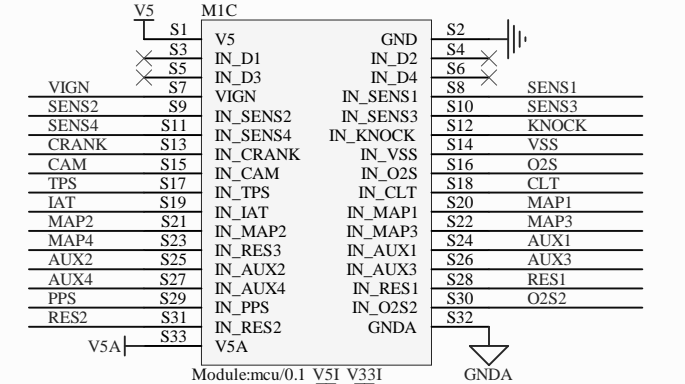 V5 M1C
S1 V5 GND S2
S3 IN_D1 IN_D2 S4
S5 IN_D3 IN_D4 S6
VIGN S7 VIGN IN_SENS1 S8 SENS1
SENS2 S9 IN_SENS2 IN_SENS3 S10 SENS3
SENS4 S11 IN_SENS4 IN_KNOCK S12 KNOCK
CRANK S13 IN_CRANK IN_VSS S14 VSS
CAM S15 IN_CAM IN_O2S S16 O2S
TPS S17 IN_TPS IN_CLT S18 CLT
IAT S19 IN_IAT IN_MAP1 S20 MAP1
MAP2 S21 IN_MAP2 IN_MAP3 S22 MAP3
MAP4 S23 IN_RES3 IN_AUX1 S24 AUX1
AUX2 S25 IN_AUX2 IN_AUX3 S26 AUX3
AUX4 S27 IN_AUX4 IN_RES1 S28 RES1
PPS S29 IN_PPS IN_O2S2 S30 O2S2
RES2 S31 IN_RES2 GNDA S32
V5A S33 V5A
Module:mcu/0.1 V5I V33I GNDA